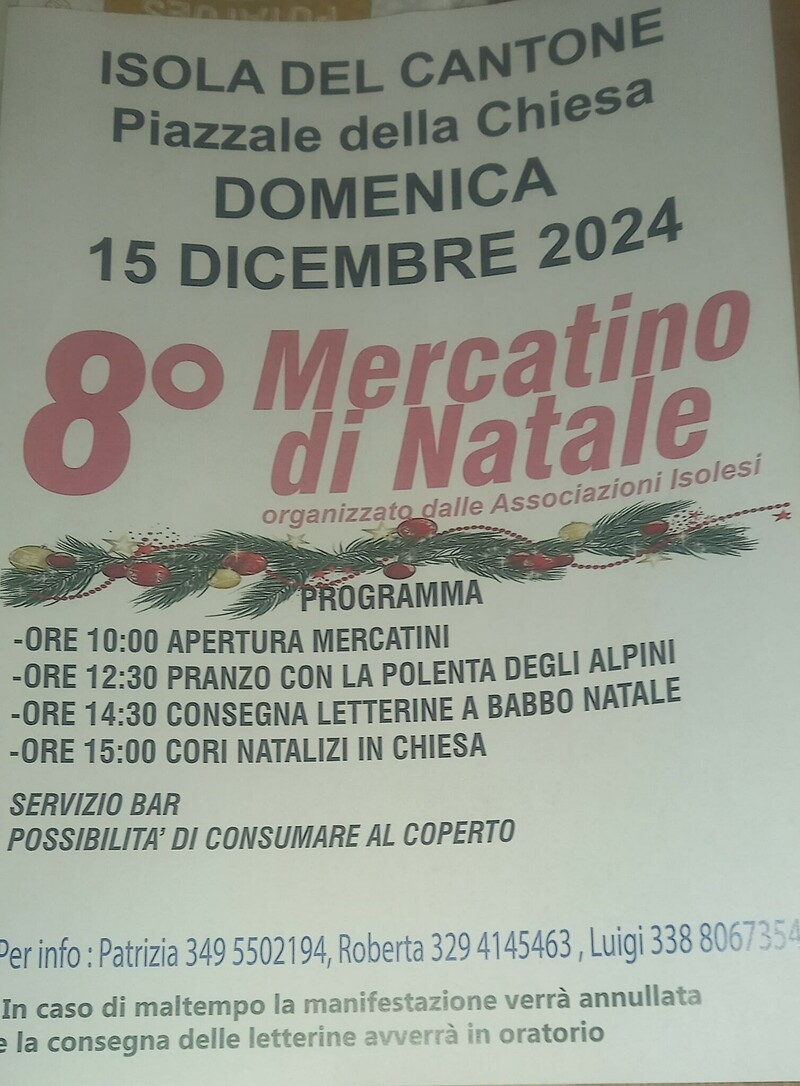 ISOLA DEL CANTONE
Piazzale della Chiesa
DOMENICA
15 DICEMBRE 2024
8° Mercatino
di Natale
organizzato dalle Associazioni Isolesi
PROGRAMMA
-ORE 10:00 APERTURA MERCATINI
-ORE 12:30 PRANZO CON LA POLENTA DEGLI ALPINI
-ORE 14:30 CONSEGNA LETTERINE A BABBO NATALE
-ORE 15:00 CORI NATALIZI IN CHIESA
SERVIZIO BAR
POSSIBILITA' DI CONSUMARE AL COPERTO
Per info : Patrizia 349 5502194, Roberta 329 4145463 , Luigi 338 8067354
In caso di maltempo la manifestazione verrà annullata
e la consegna delle letterine avverrà in oratorio